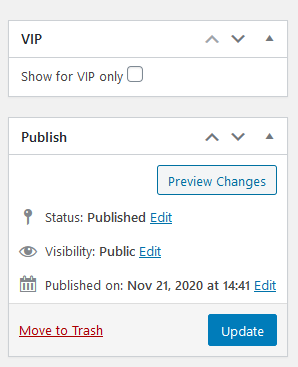 VIP
Show for VIP only
Publish
Preview Changes
Status: Published Edit
Visibility: Public Edit
Published on: Nov 21, 2020 at 14:41 Edit
Move to Trash
Update